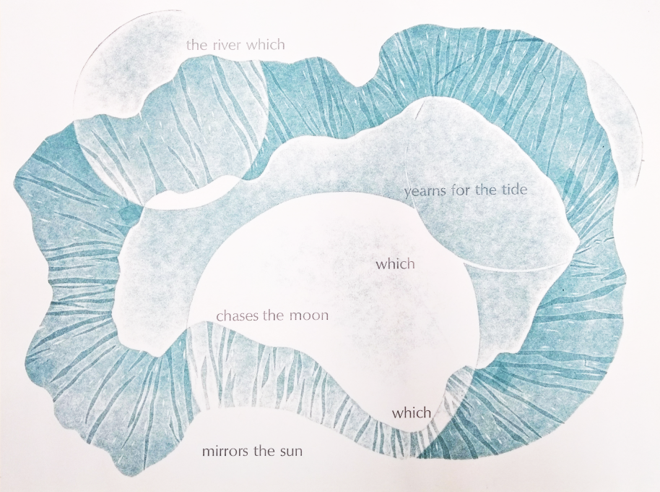 the river which
yearns for the tide
which
chases the moon
which
mirrors the sun